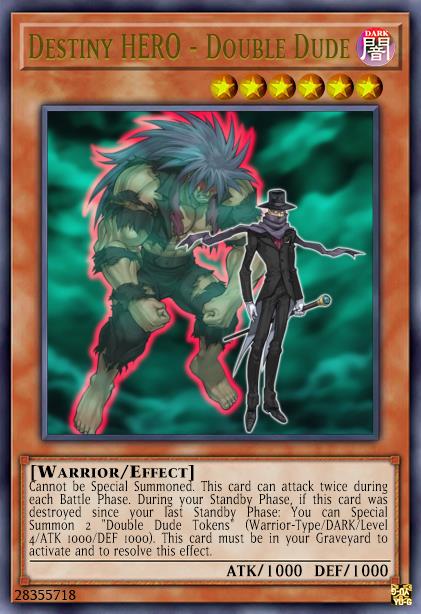 DESTINY HERO - DOUBLE DUDE
DARK
闇
[WARRIOR/EFFECT]
Cannot be Special Summoned. This card can attack twice during
each Battle Phase. During your Standby Phase, if this card was
destroyed since your last Standby Phase: You can Special
Summon 2 "Double Dude Tokens" (Warrior-Type/DARK/Level
4/ATK 1000/DEF 1000). This card must be in your Graveyard to
activate and to resolve this effect.
ATK/1000 DEF/1000
28355718